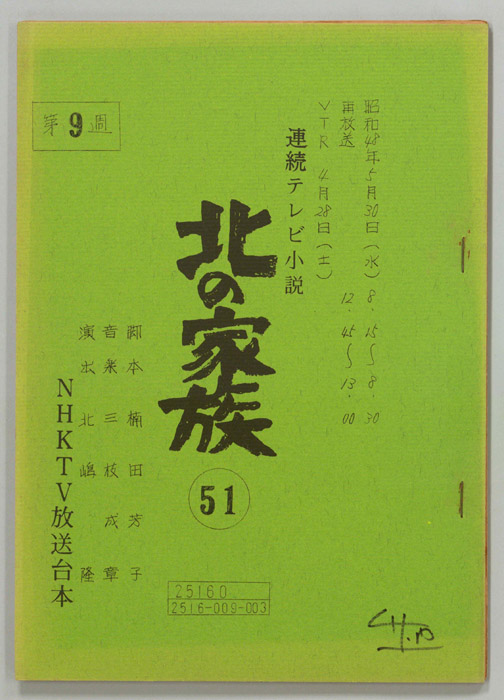 昭和48年5月30日(水) 8.15〜8.30
再放送 12.45〜13.00
VTR 4月28日(土)
連続テレビ小説
北の家族
51
第9週
脚本 楠田芳子
音楽 三枝成章
演出 北嶋隆
NHKTV放送台本
25160
2516-009-003